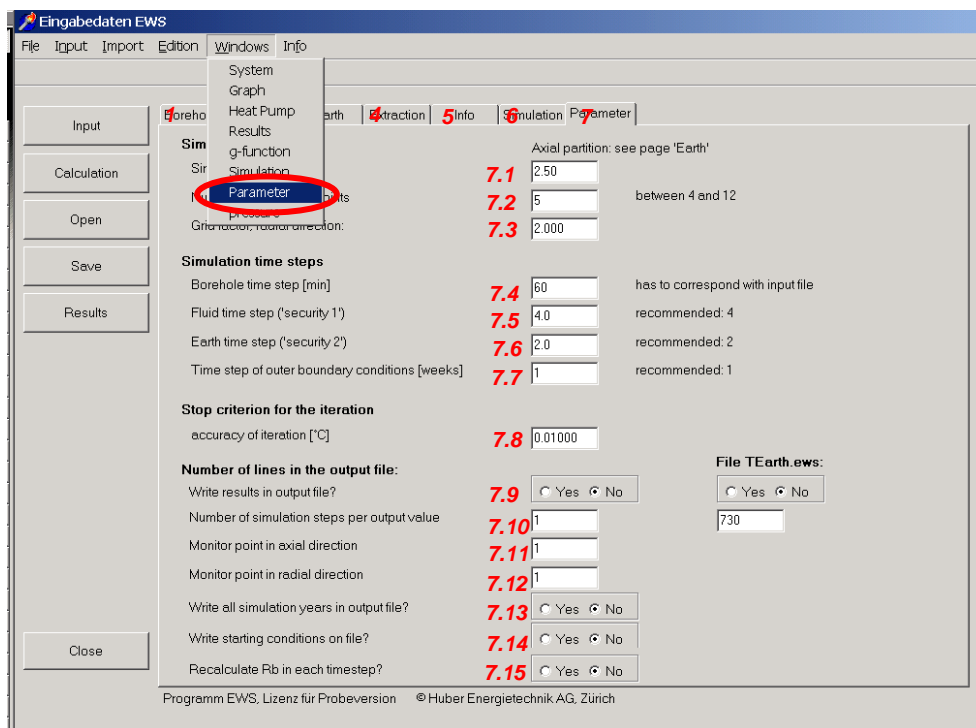 Eingabedaten EWS
File Input Import Edition Windows Info
System
Graph
Heat Pump
Results
g-function
Simulation
Parameter
pressure
Input
Calculation
Open
Save
Results
Close
1 4 Extraction 5 Info 6 Simulation 7 Parameter
Axial partition: see page 'Earth'
7.1 2.50
7.2 5 between 4 and 12
Grid factor, radial direction: 7.3 2.000
Simulation time steps
Borehole time step [min] 7.4 60 has to correspond with input file
Fluid time step ('security 1') 7.5 4.0 recommended: 4
Earth time step ('security 2') 7.6 2.0 recommended: 2
Time step of outer boundary conditions [weeks] 7.7 1 recommended: 1
Stop criterion for the iteration
accuracy of iteration [°C] 7.8 0.01000
Number of lines in the output file: File TEarth.ews:
Write results in output file? 7.9 Yes No Yes No
Number of simulation steps per output value 7.10 1 730
Monitor point in axial direction 7.11 1
Monitor point in radial direction 7.12 1
Write all simulation years in output file? 7.13 Yes No
Write starting conditions on file? 7.14 Yes No
Recalculate Rb in each timestep? 7.15 Yes No
Programm EWS, Lizenz für Probeversion © Huber Energietechnik AG, Zürich